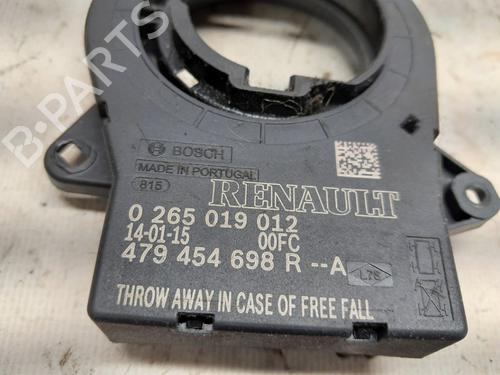 BOSCH
MADE IN PORTUGAL
815
RENAULT
0 265 019 012
14-01-15 00FC
479 454 698 R --A
L75
THROW AWAY IN CASE OF FREE FALL
B-PARTS